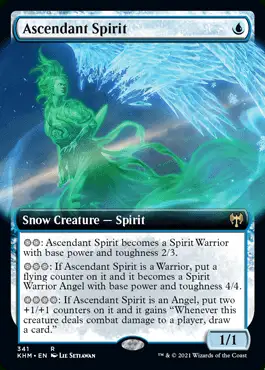 Ascendant Spirit
Snow Creature — Spirit
: Ascendant Spirit becomes a Spirit Warrior
with base power and toughness 2/3.
: If Ascendant Spirit is a Warrior, put a
flying counter on it and it becomes a Spirit
Warrior Angel with base power and toughness 4/4.
: If Ascendant Spirit is an Angel, put two
+1/+1 counters on it and it gains "Whenever this
creature deals combat damage to a player, draw
a card."
1/1
341 R
KHM • EN Lie Setiawan
™ & © 2021 Wizards of the Coast